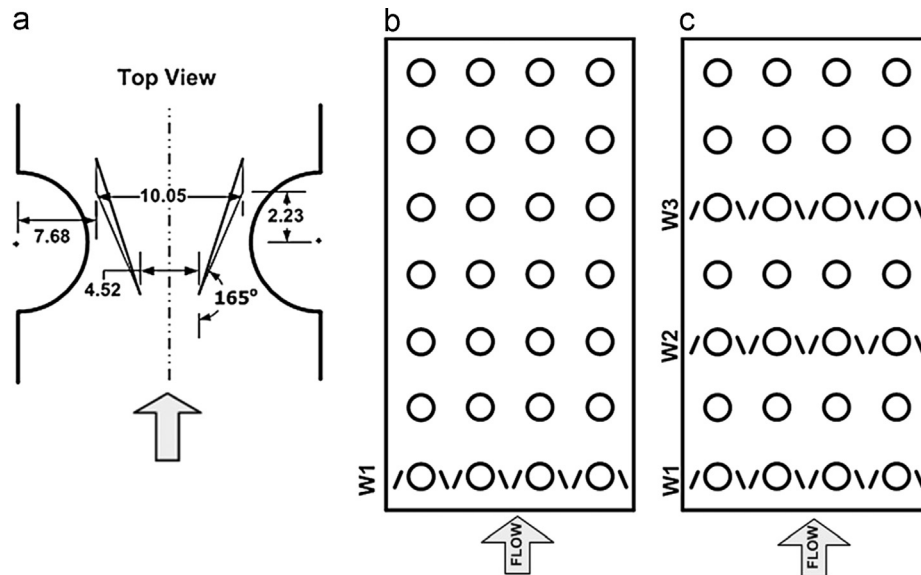 a
Top View
10.05
2.23
7.68
4.52
165°
b
W1
FLOW
c
W3
W2
W1
FLOW